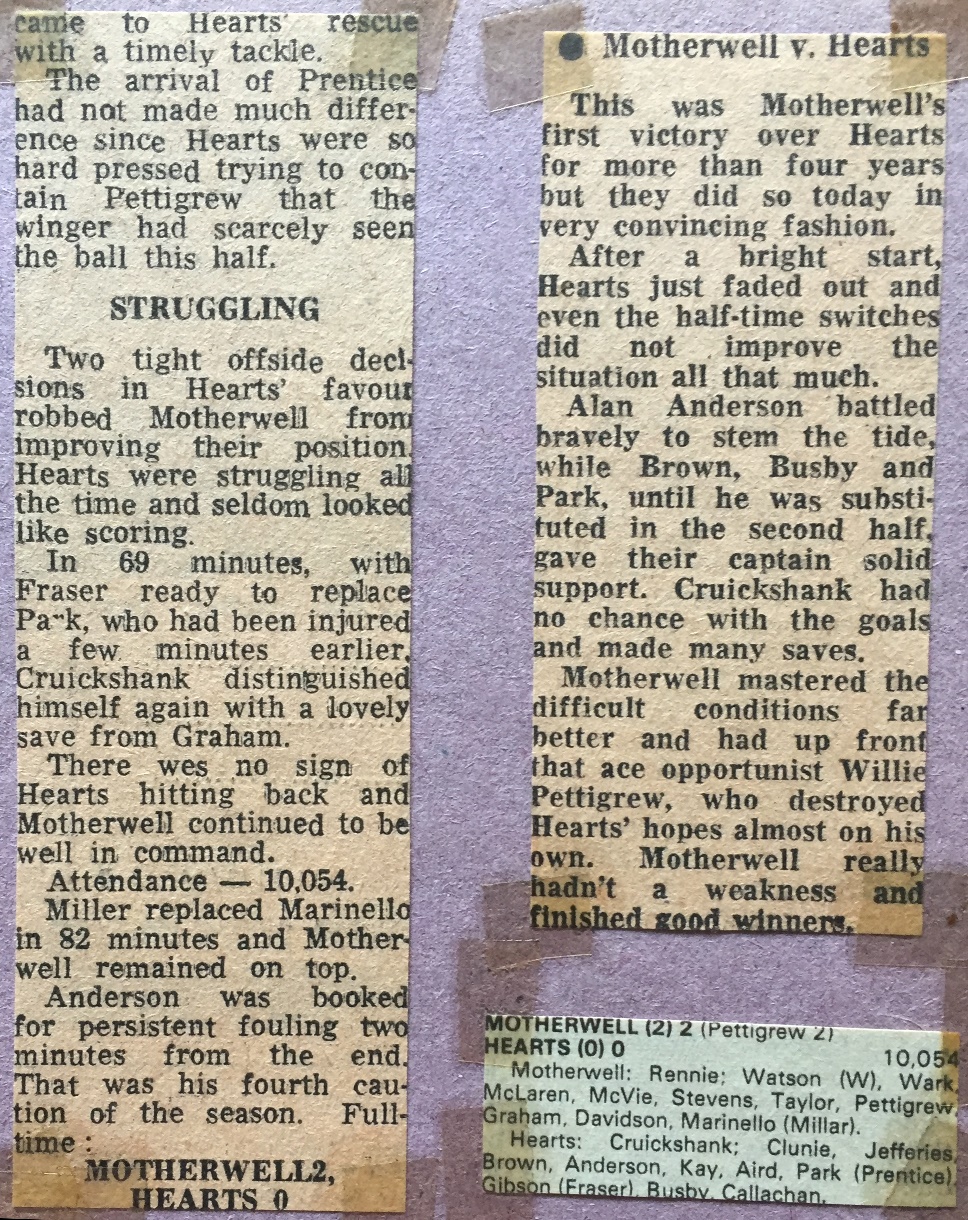 came to Hearts' rescue
with a timely tackle.
The arrival of Prentice
had not made much differ-
ence since Hearts were so
hard pressed trying to con-
tain Pettigrew that the
winger had scarcely seen
the ball this half.
STRUGGLING
Two tight offside deci-
sions in Hearts' favour
robbed Motherwell from
improving their position.
Hearts were struggling all
the time and seldom looked
like scoring.
In 69 minutes, with
Fraser ready to replace
Park, who had been injured
a few minutes earlier,
Cruickshank distinguished
himself again with a lovely
save from Graham.
There wes no sign of
Hearts hitting back and
Motherwell continued to be
well in command.
Attendance — 10,054.
Miller replaced Marinello
in 82 minutes and Mother-
well remained on top.
Anderson was booked
for persistent fouling two
minutes from the end.
That was his fourth cau-
tion of the season. Full-
time :
MOTHERWELL2,
HEARTS 0
● Motherwell v. Hearts
This was Motherwell's
first victory over Hearts
for more than four years
but they did so today in
very convincing fashion.
After a bright start,
Hearts just faded out and
even the half-time switches
did not improve the
situation all that much.
Alan Anderson battled
bravely to stem the tide,
while Brown, Busby and
Park, until he was substi-
tuted in the second half,
gave their captain solid
support. Cruickshank had
no chance with the goals
and made many saves.
Motherwell mastered the
difficult conditions far
better and had up front
that ace opportunist Willie
Pettigrew, who destroyed
Hearts' hopes almost on his
own. Motherwell really
hadn't a weakness and
finished good winners.
MOTHERWELL (2) 2 (Pettigrew 2)
HEARTS (0) 0 10,054
Motherwell: Rennie; Watson (W), Wark,
McLaren, McVie, Stevens, Taylor, Pettigrew,
Graham, Davidson, Marinello (Millar).
Hearts: Cruickshank; Clunie, Jefferies,
Brown, Anderson, Kay, Aird, Park (Prentice),
Gibson (Fraser), Busby, Callachan.